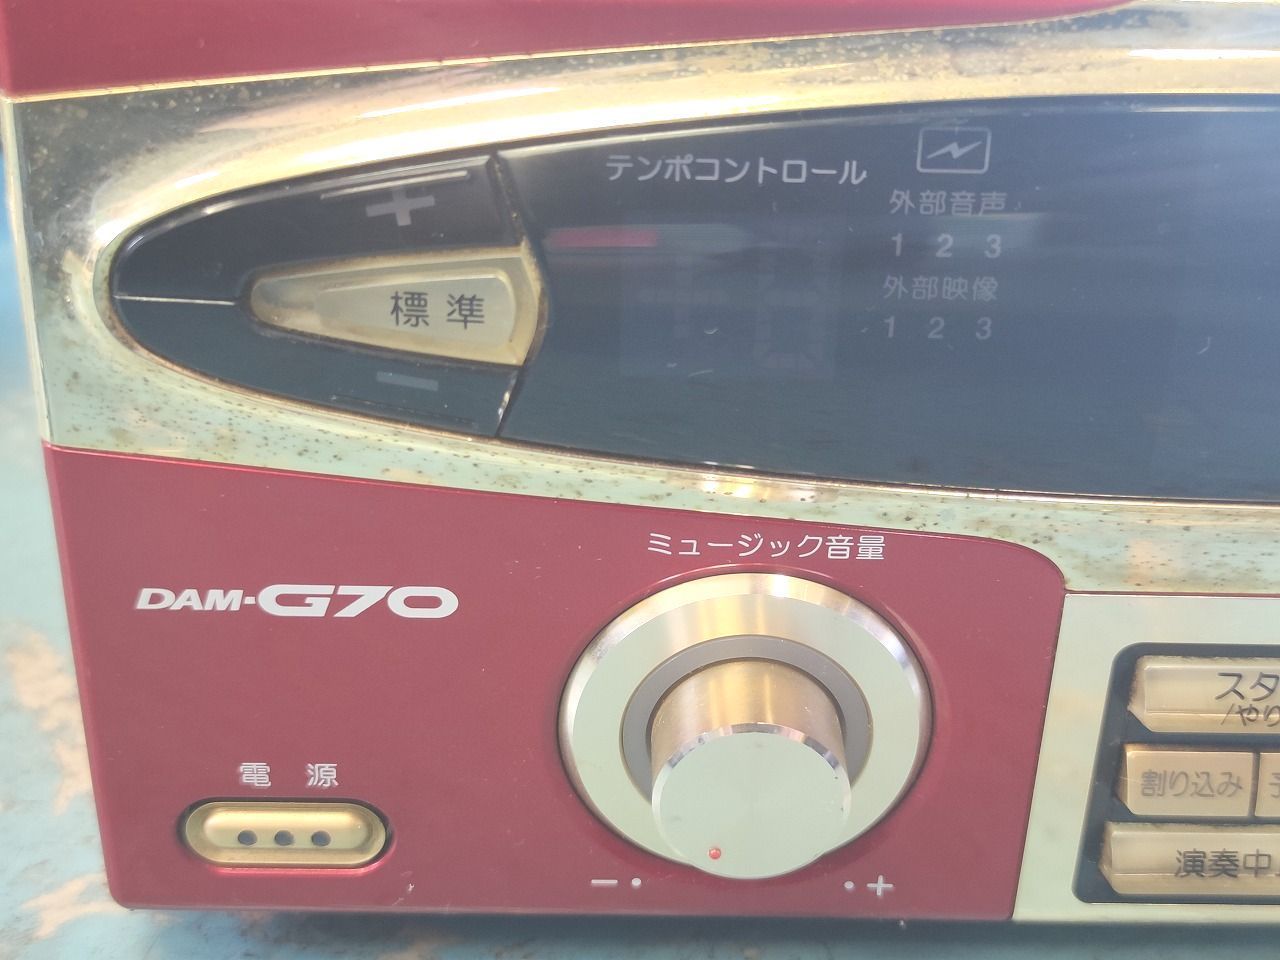 テンポコントロール
+
標準
−
外部音声
1 2 3
外部映像
1 2 3
ミュージック音量
DAM-G70
電源
− +
スタ
/やり
割り込み
演奏中